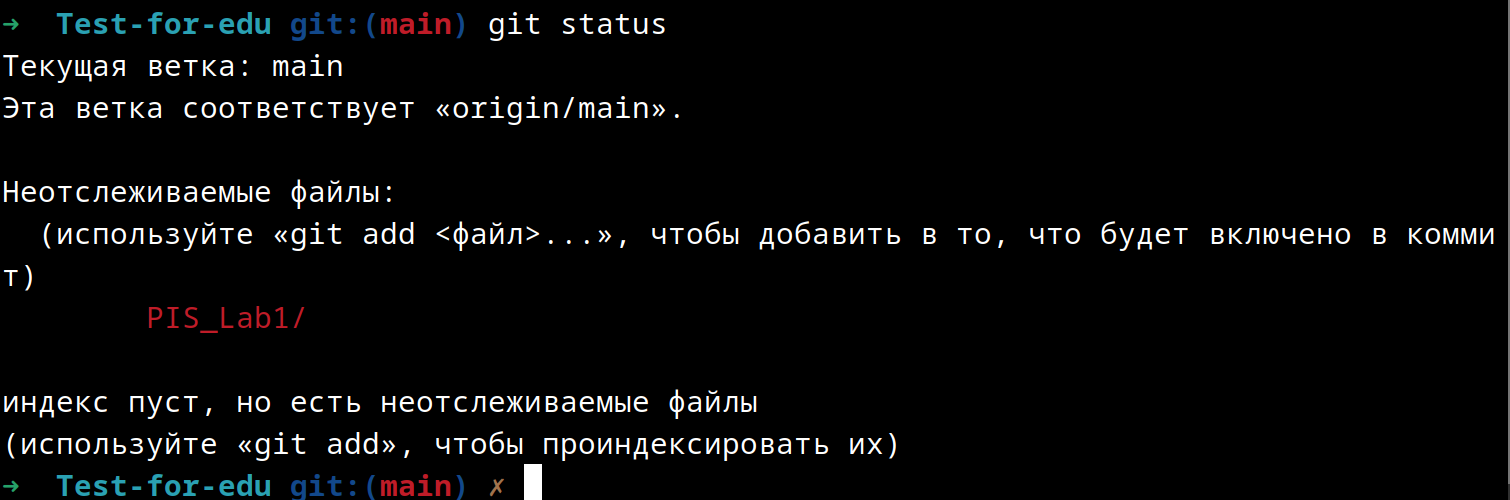 ➜  Test-for-edu git:(main) git status
Текущая ветка: main
Эта ветка соответствует «origin/main».
Неотслеживаемые файлы:
  (используйте «git add <файл>...», чтобы добавить в то, что будет включено в комми
т)
        PIS_Lab1/
индекс пуст, но есть неотслеживаемые файлы
(используйте «git add», чтобы проиндексировать их)
➜  Test-for-edu git:(main) ✗